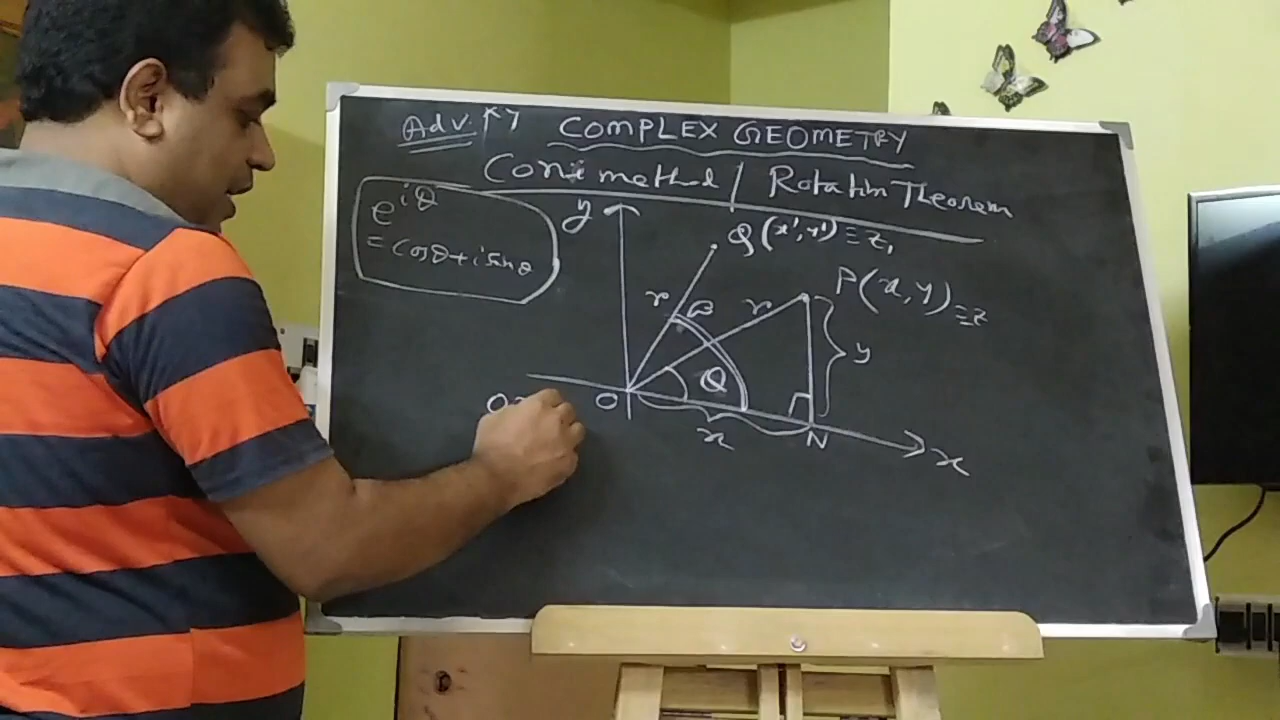 Adv.
COMPLEX GEOMETRY
Coni method / Rotation Theorem
e^iθ
= cosθ + i sinθ
y
Q(x', y') ≡ z₁
P(x, y) ≡ z
r
β
r
y
θ
O
x
N
x